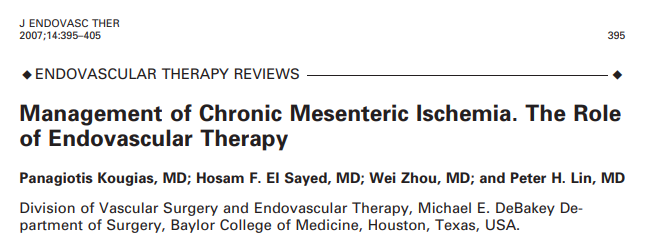 J ENDOVASC THER
2007;14:395–405
395
◆ ENDOVASCULAR THERAPY REVIEWS ◆
Management of Chronic Mesenteric Ischemia. The Role
of Endovascular Therapy
Panagiotis Kougias, MD; Hosam F. El Sayed, MD; Wei Zhou, MD; and Peter H. Lin, MD
Division of Vascular Surgery and Endovascular Therapy, Michael E. DeBakey De-
partment of Surgery, Baylor College of Medicine, Houston, Texas, USA.